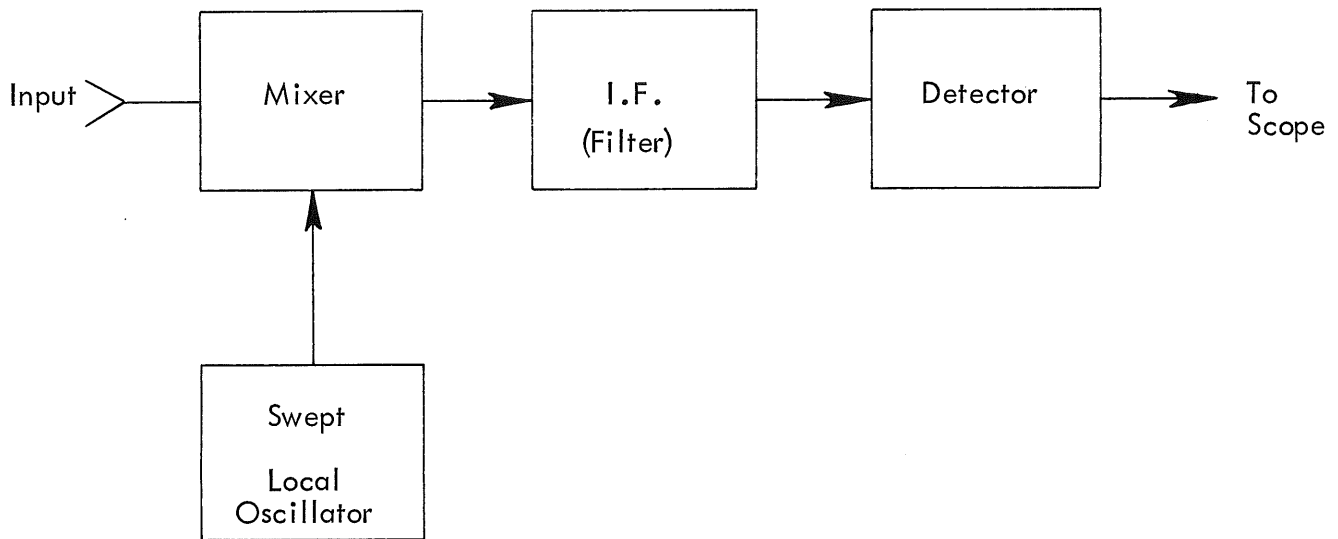 Input
Mixer
I.F.
(Filter)
Detector
To
Scope
Swept
Local
Oscillator